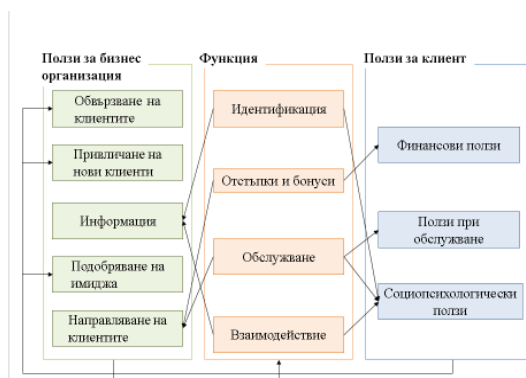 Ползи за бизнес
организация
Обвързване на
клиентите
Привличане на
нови клиенти
Информация
Подобряване на
имиджа
Направляване на
клиентите
Функция
Идентификация
Отстъпки и бонуси
Обслужване
Взаимодействие
Ползи за клиент
Финансови ползи
Ползи при
обслужване
Социопсихологически
ползи